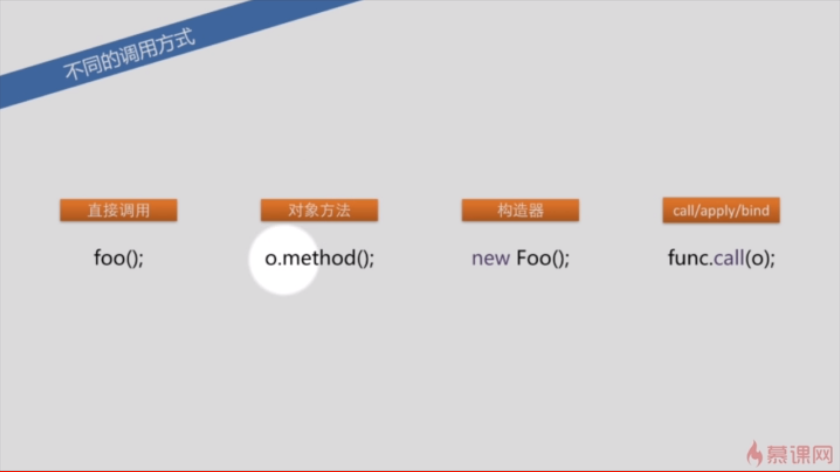 不同的调用方式
直接调用
对象方法
构造器
call/apply/bind
foo();
o.method();
new Foo();
func.call(o);
慕课网